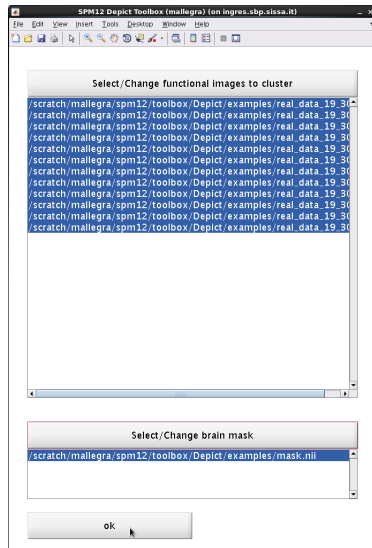 SPM12 Depict Toolbox (mallegra) (on ingres.sbp.sissa.it)
File Edit View Insert Tools Desktop Window Help
Select/Change functional images to cluster
/scratch/mallegra/spm12/toolbox/Depict/examples/real_data_19_30
/scratch/mallegra/spm12/toolbox/Depict/examples/real_data_19_30
/scratch/mallegra/spm12/toolbox/Depict/examples/real_data_19_30
/scratch/mallegra/spm12/toolbox/Depict/examples/real_data_19_30
/scratch/mallegra/spm12/toolbox/Depict/examples/real_data_19_30
/scratch/mallegra/spm12/toolbox/Depict/examples/real_data_19_30
/scratch/mallegra/spm12/toolbox/Depict/examples/real_data_19_30
/scratch/mallegra/spm12/toolbox/Depict/examples/real_data_19_30
/scratch/mallegra/spm12/toolbox/Depict/examples/real_data_19_30
/scratch/mallegra/spm12/toolbox/Depict/examples/real_data_19_30
/scratch/mallegra/spm12/toolbox/Depict/examples/real_data_19_30
/scratch/mallegra/spm12/toolbox/Depict/examples/real_data_19_30
Select/Change brain mask
/scratch/mallegra/spm12/toolbox/Depict/examples/mask.nii
ok